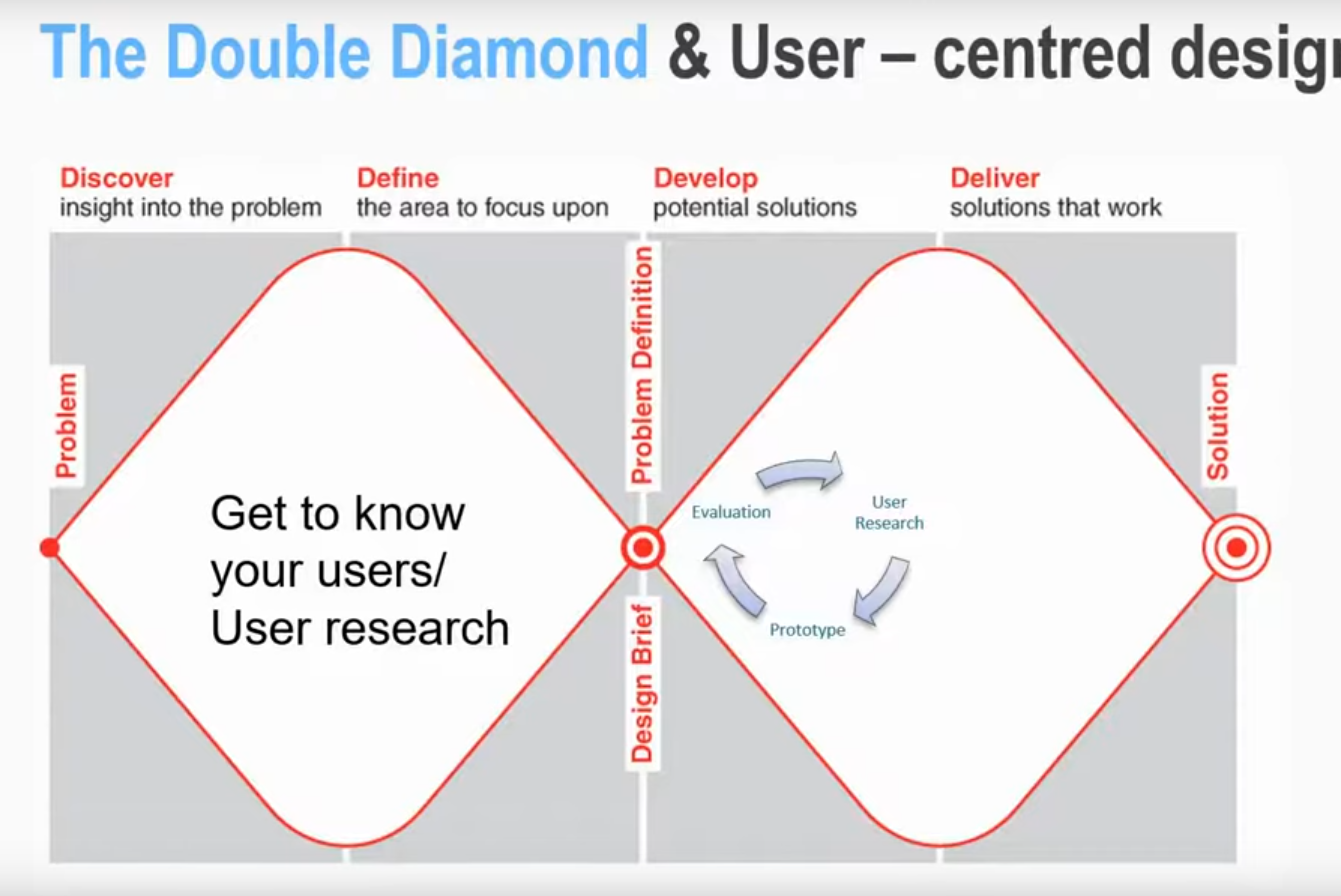 The Double Diamond & User – centred design
Discover
insight into the problem
Define
the area to focus upon
Develop
potential solutions
Deliver
solutions that work
Problem
Get to know
your users/
User research
Problem Definition
Design Brief
Evaluation
User
Research
Prototype
Solution